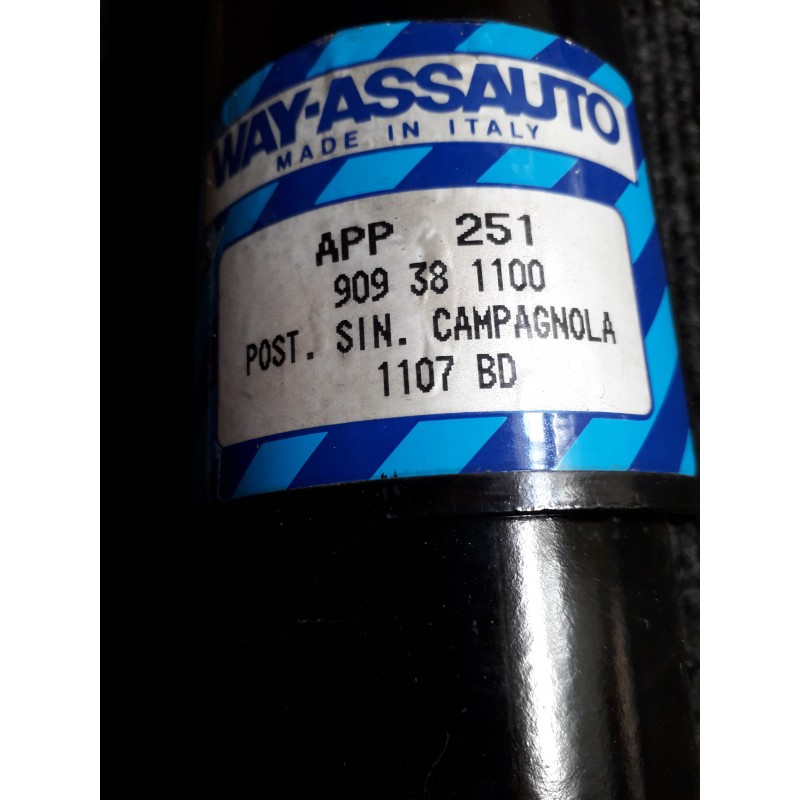 WAY-ASSAUTO
MADE IN ITALY
APP 251
909 38 1100
POST. SIN. CAMPAGNOLA
1107 BD